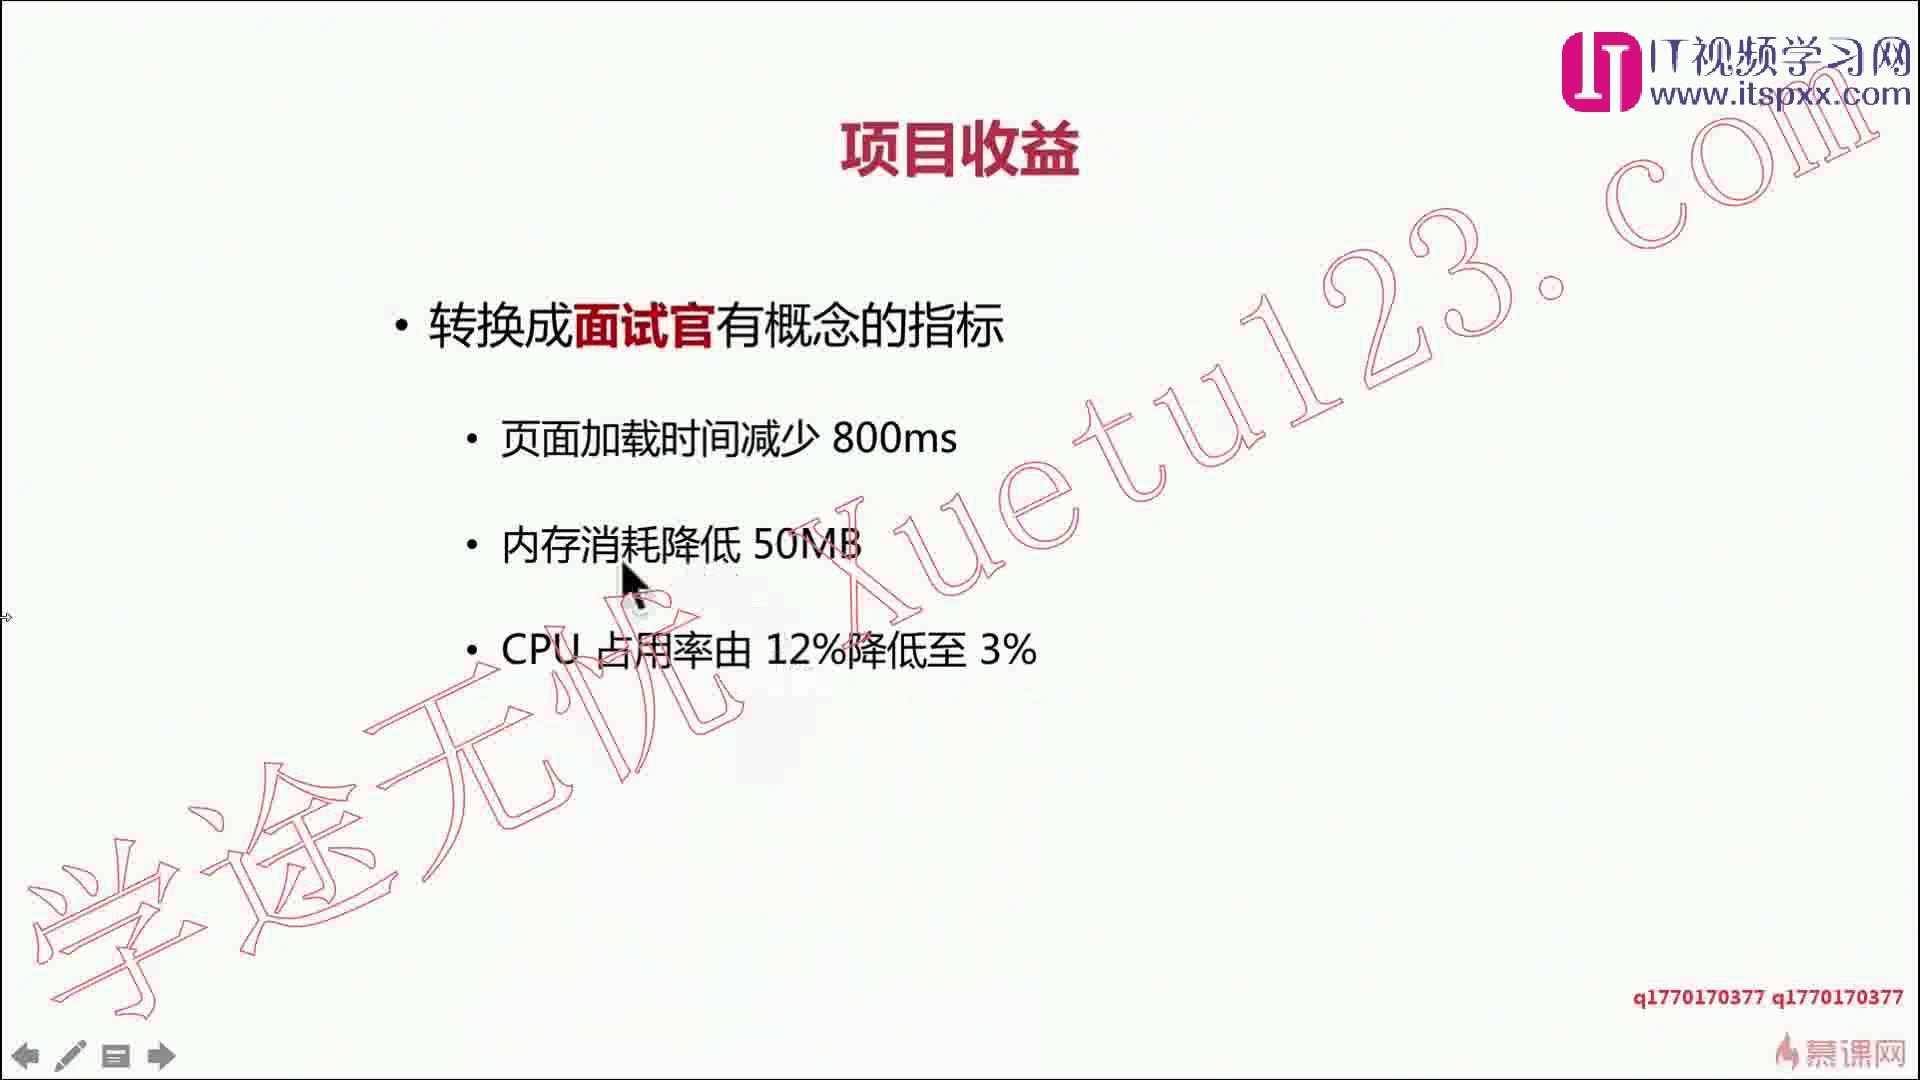 IT视频学习网
www.itspxx.com
项目收益
• 转换成面试官有概念的指标
• 页面加载时间减少 800ms
• 内存消耗降低 50MB
• CPU 占用率由 12%降低至 3%
学途无忧 Xuetu123.com
q1770170377 q1770170377
慕课网